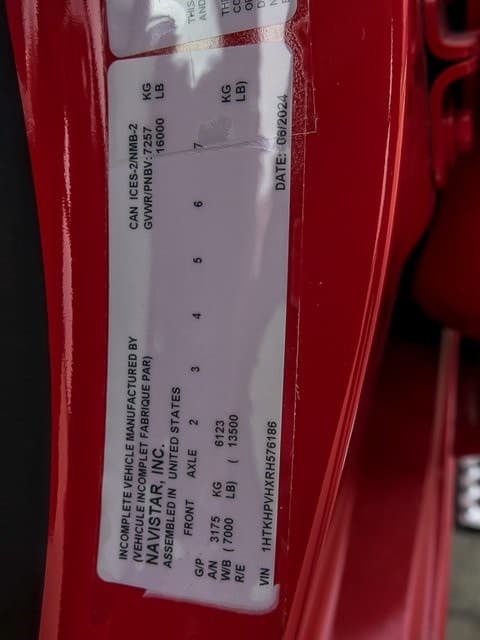 THIS
AND
INCOMPLETE VEHICLE MANUFACTURED BY
(VEHICULE INCOMPLET FABRIQUE PAR)
NAVISTAR, INC.
ASSEMBLED IN UNITED STATES
CAN ICES-2/NMB-2
GVWR/PNBV: 7257 KG
16000 LB
FRONT AXLE 2 3 4 5 6 7
G/P
A/N 3175 KG 6123 KG
W/B ( 7000 LB) ( 13500 LB)
R/E
VIN 1HTKHPVHXRH576186 DATE: 06/2024